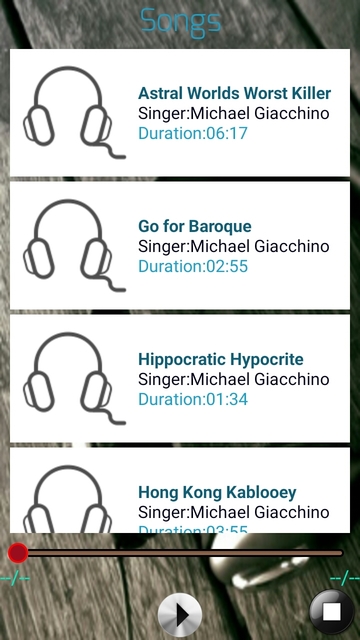 Songs
Astral Worlds Worst Killer
Singer:Michael Giacchino
Duration:06:17
Go for Baroque
Singer:Michael Giacchino
Duration:02:55
Hippocratic Hypocrite
Singer:Michael Giacchino
Duration:01:34
Hong Kong Kablooey
Singer:Michael Giacchino
Duration:03:55
--/-- --/--